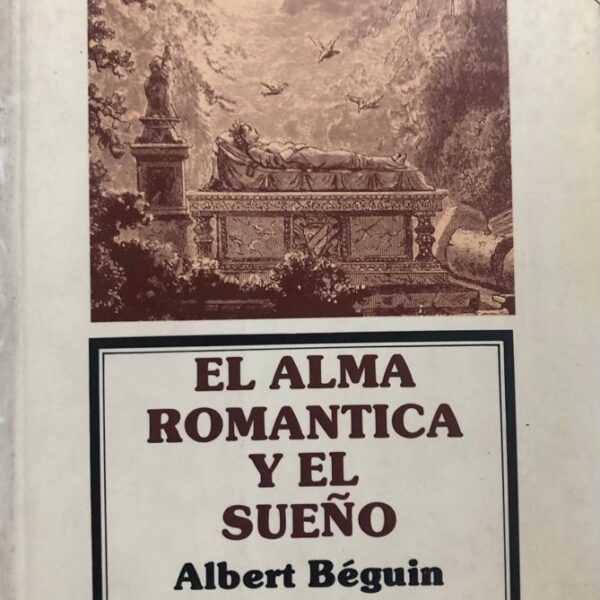 EL ALMA
ROMANTICA
Y EL
SUEÑO
Albert Béguin